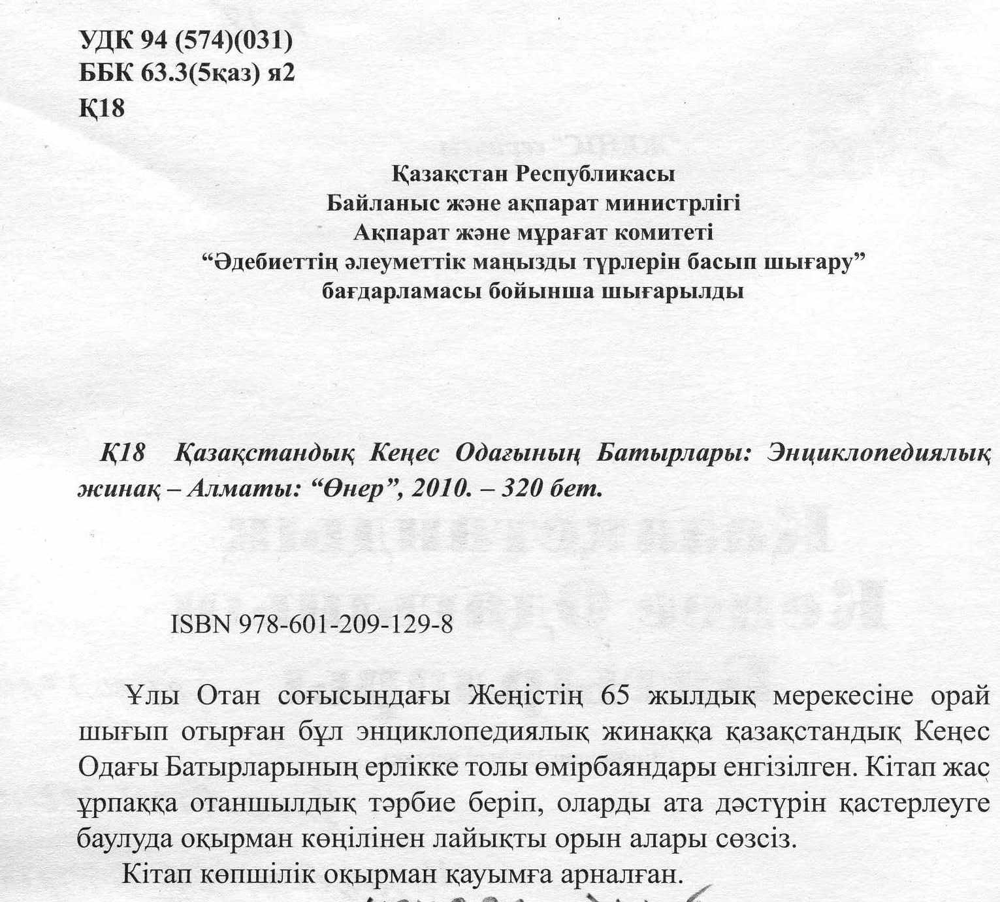 УДК 94 (574)(031)
ББК 63.3(5қаз) я2
Қ18
Қазақстан Республикасы
Байланыс және ақпарат министрлігі
Ақпарат және мұрағат комитеті
“Әдебиеттің әлеуметтік маңызды түрлерін басып шығару”
бағдарламасы бойынша шығарылды
Қ18 Қазақстандық Кеңес Одағының Батырлары: Энциклопедиялық
жинақ – Алматы: “Өнер”, 2010. – 320 бет.
ISBN 978-601-209-129-8
Ұлы Отан соғысындағы Жеңістің 65 жылдық мерекесіне орай
шығып отырған бұл энциклопедиялық жинаққа қазақстандық Кеңес
Одағы Батырларының ерлікке толы өмірбаяндары енгізілген. Кітап жас
ұрпаққа отаншылдық тәрбие беріп, оларды ата дәстүрін қастерлеуге
баулуда оқырман көңілінен лайықты орын алары сөзсіз.
Кітап көпшілік оқырман қауымға арналған.